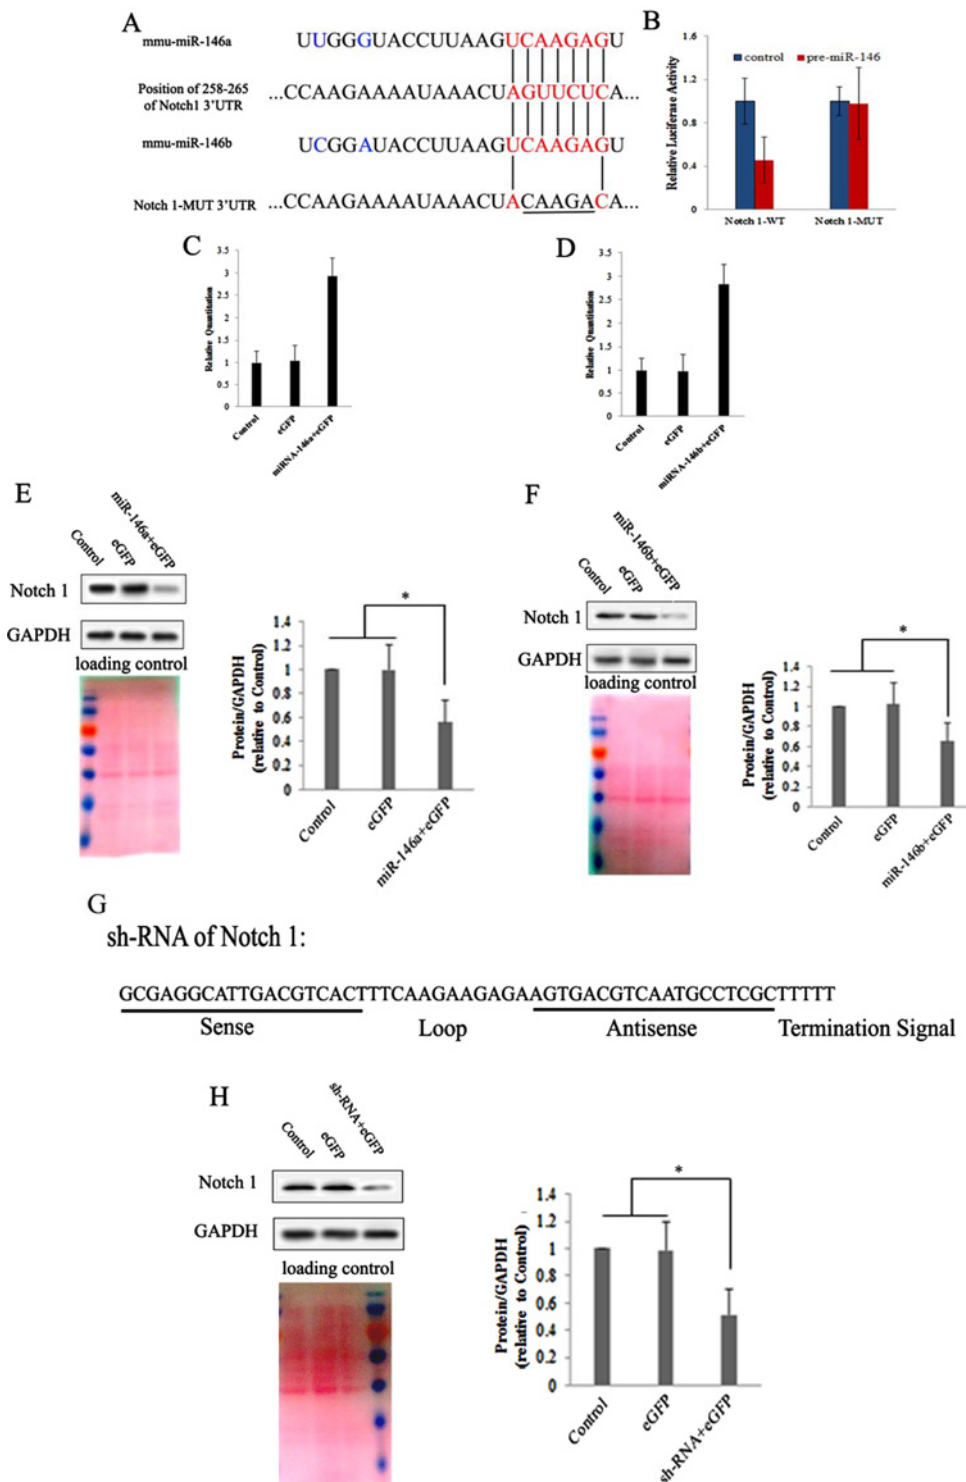 A
mmu-miR-146a
UUGGGUACCUUAAGUCAAGAGU
Position of 258-265
of Notch1 3'UTR
...CCAAGAAAAUAAACUAGUUCUCA...
mmu-miR-146b
UCGGAUACCUUAAGUCAAGAGU
Notch 1-MUT 3'UTR
...CCAAGAAAAUAAACUACAAGACA...
B
control
pre-miR-146
Relative Luciferase Activity
1.6
1.2
0.8
0.4
0
Notch 1-WT
Notch 1-MUT
C
Relative Quantitation
3.5
3
2.5
2
1.5
1
0.5
0
Control
eGFP
miRNA-146a+eGFP
D
Relative Quantitation
3.5
3
2.5
2
1.5
1
0.5
0
Control
eGFP
miRNA-146b+eGFP
E
Control
eGFP
miR-146a+eGFP
Notch 1
GAPDH
loading control
Protein/GAPDH
(relative to Control)
1.4
1.2
1
0.8
0.6
0.4
0.2
0
*
Control
eGFP
miR-146a+eGFP
F
Control
eGFP
miR-146b+eGFP
Notch 1
GAPDH
loading control
Protein/GAPDH
(relative to Control)
1.4
1.2
1
0.8
0.6
0.4
0.2
0
*
Control
eGFP
miR-146b+eGFP
G
sh-RNA of Notch 1:
GCGAGGCATTGACGTCACTTTCAAGAAGAGAAGTGACGTCAATGCCTCGCTTTTT
Sense
Loop
Antisense
Termination Signal
H
Control
eGFP
sh-RNA+eGFP
Notch 1
GAPDH
loading control
Protein/GAPDH
(relative to Control)
1.4
1.2
1
0.8
0.6
0.4
0.2
0
*
Control
eGFP
sh-RNA+eGFP